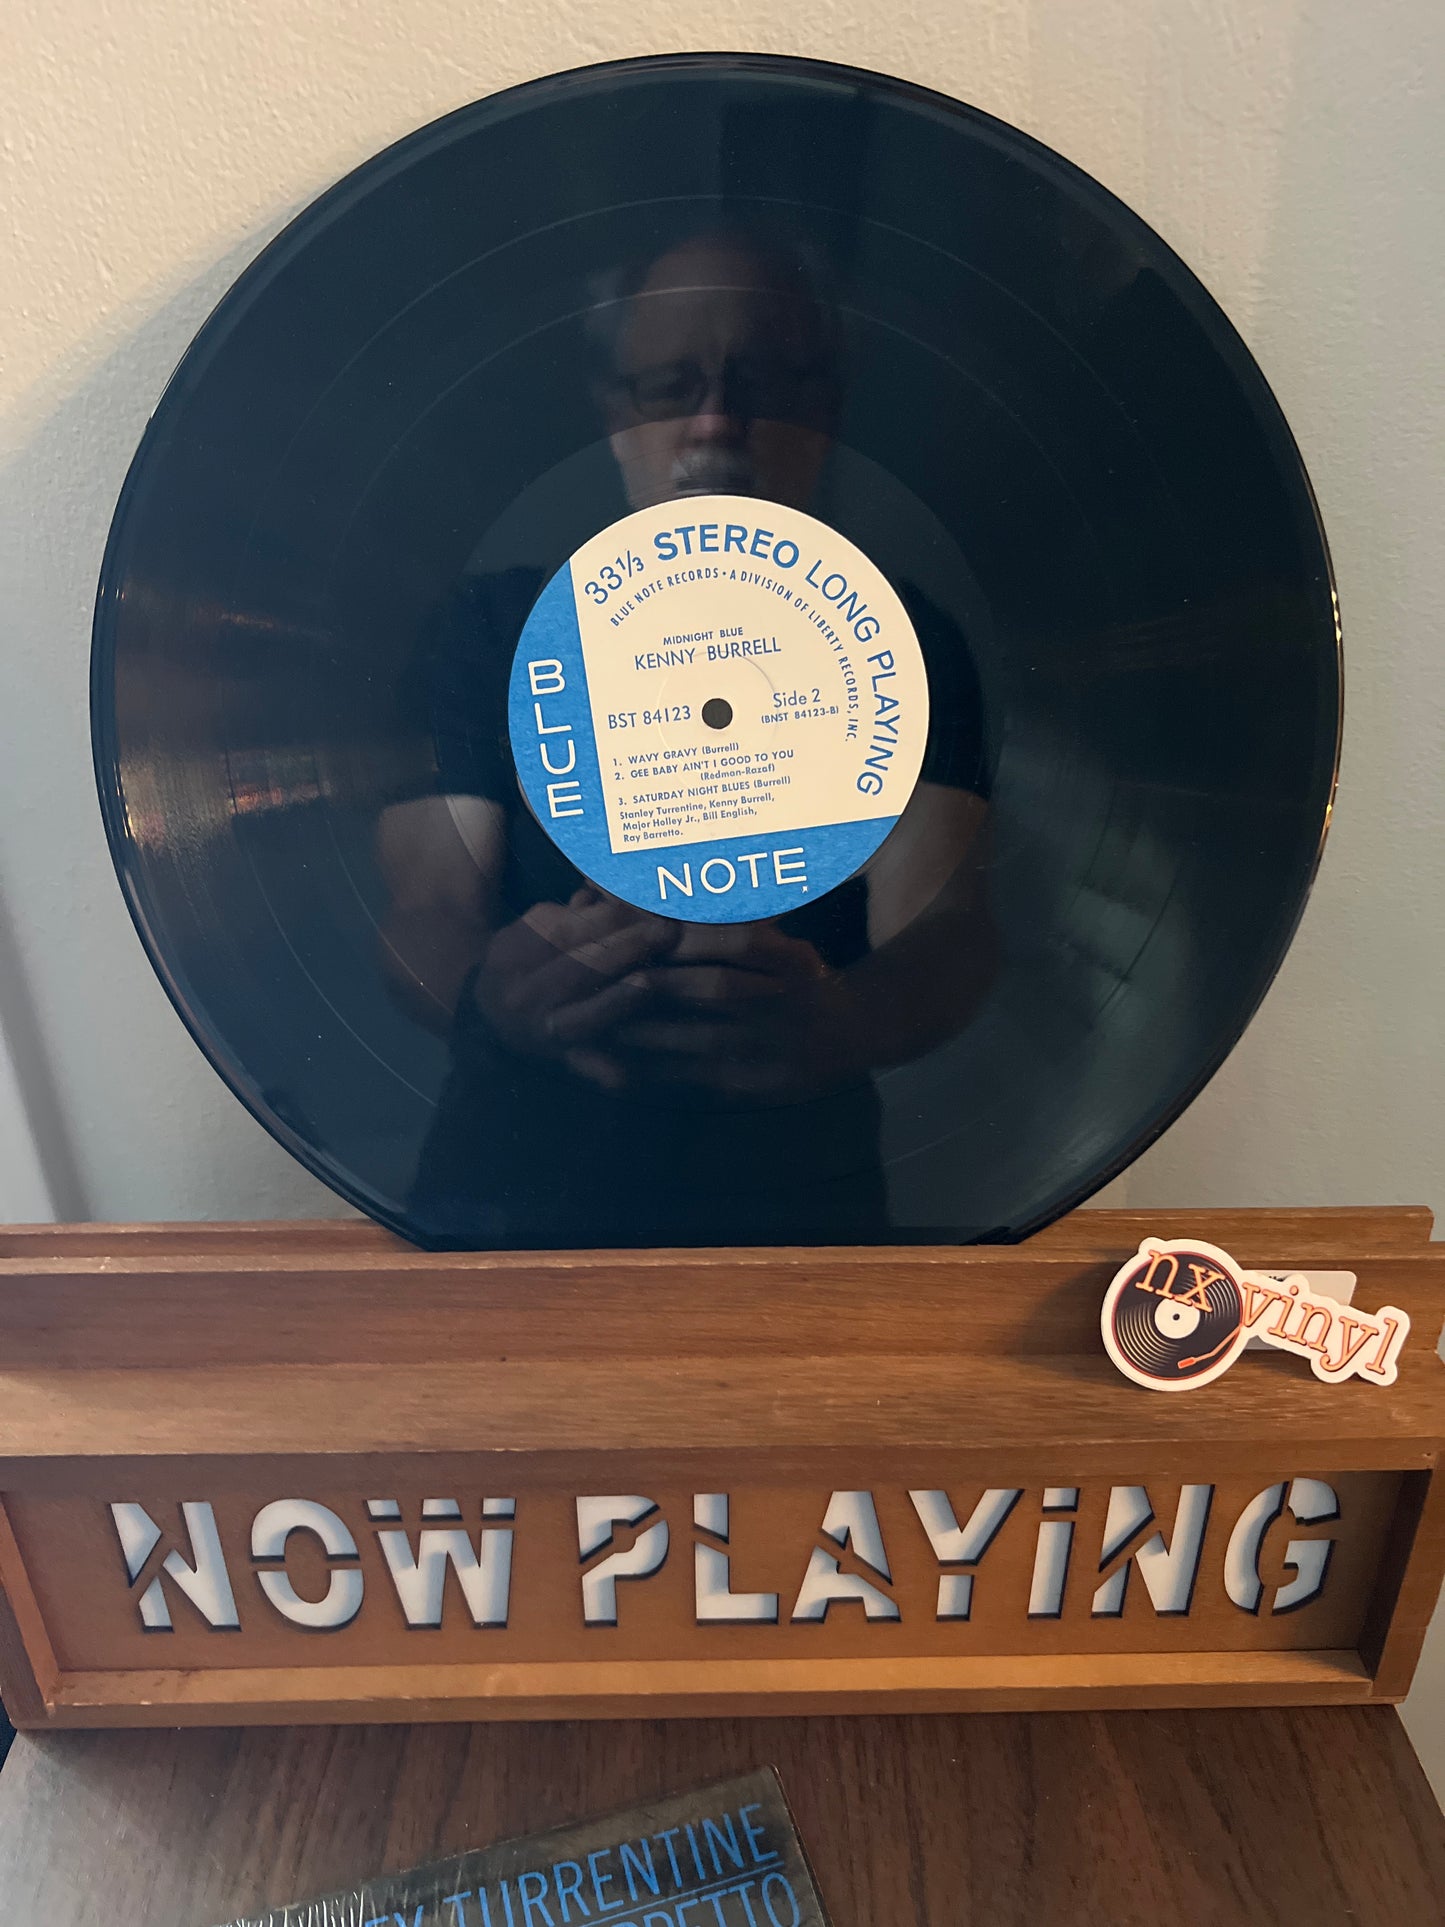 33⅓ STEREO LONG PLAYING
BLUE NOTE RECORDS • A DIVISION OF LIBERTY RECORDS, INC.
MIDNIGHT BLUE
KENNY BURRELL
BST 84123
Side 2
(BNST 84123-B)
1. WAVY GRAVY (Burrell)
2. GEE BABY AIN'T I GOOD TO YOU
(Redman-Razaf)
3. SATURDAY NIGHT BLUES (Burrell)
Stanley Turrentine, Kenny Burrell,
Major Holley Jr., Bill English,
Ray Barretto.
BLUE
NOTE
nx vinyl
NOW PLAYING
TURRENTINE